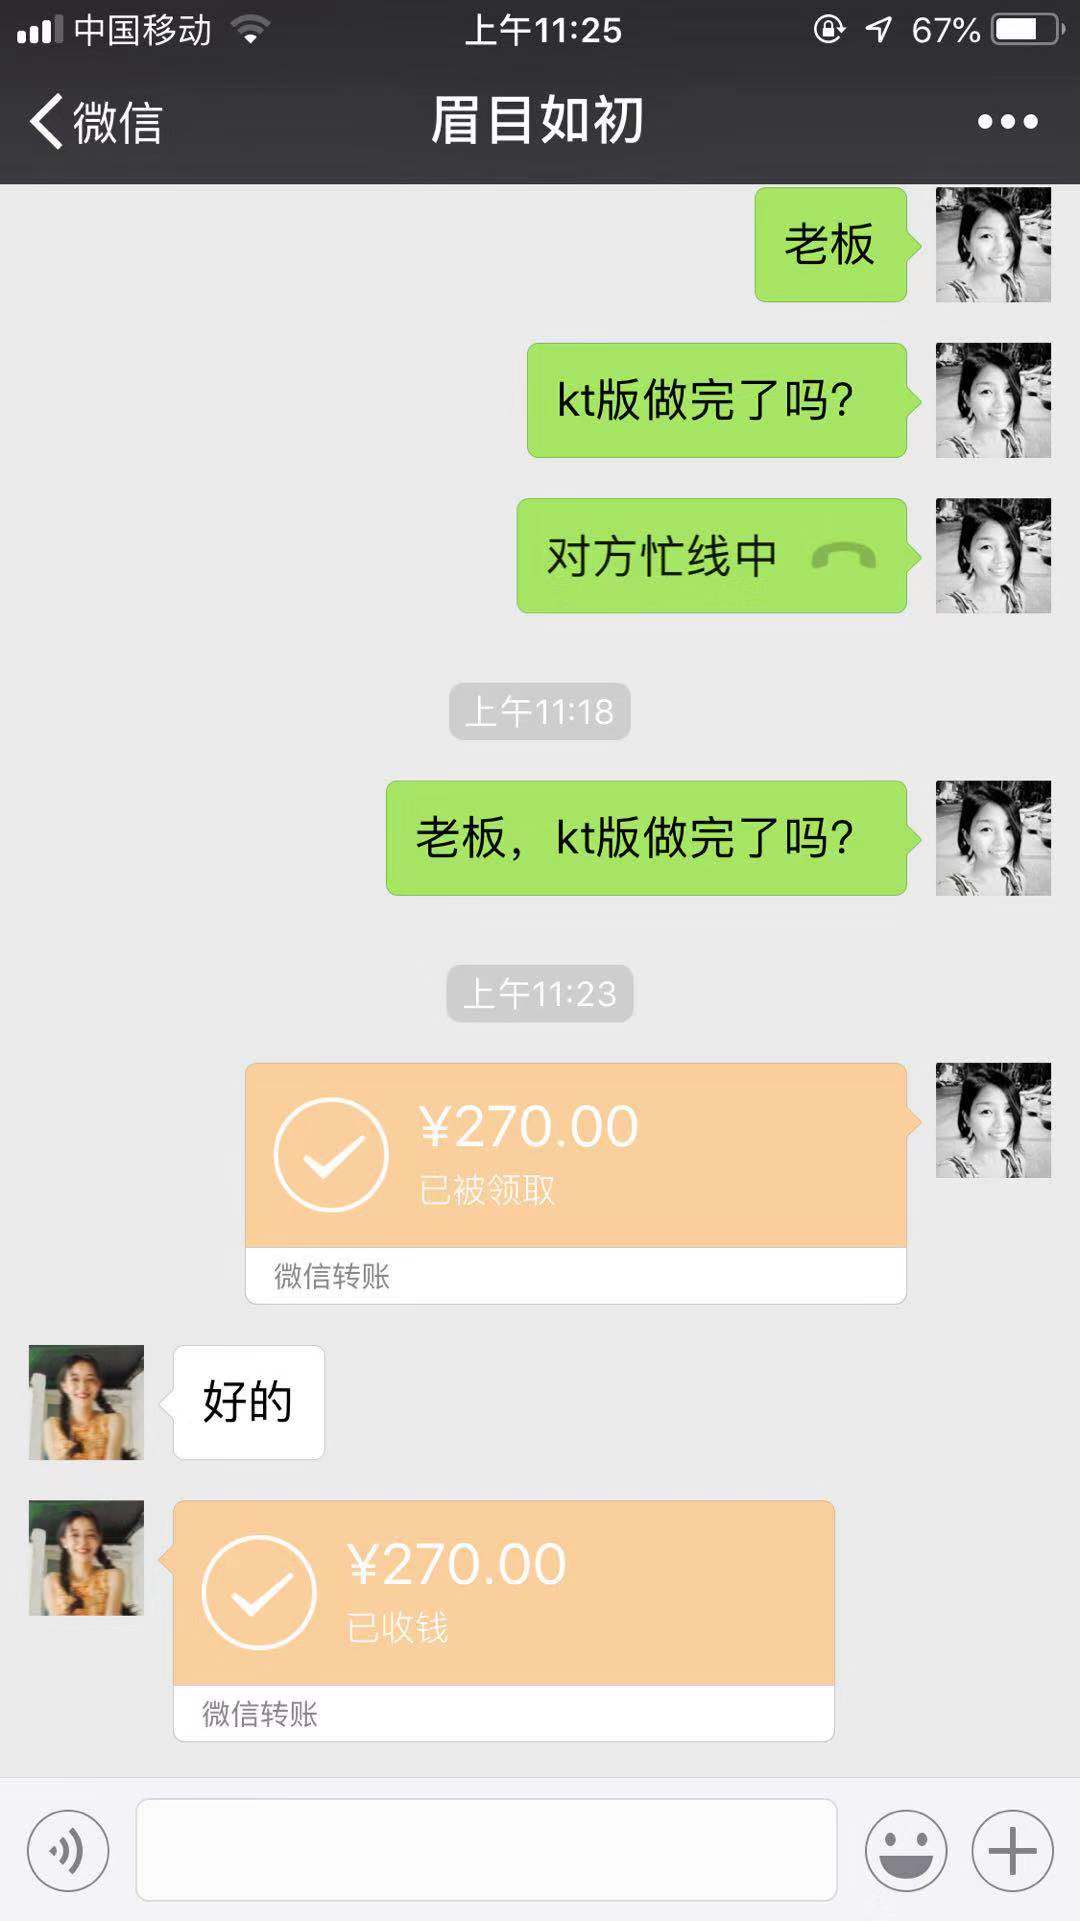 中国移动 上午11:25 67%
微信 眉目如初
老板
kt版做完了吗?
对方忙线中
上午11:18
老板，kt版做完了吗?
上午11:23
¥270.00
已被领取
微信转账
好的
¥270.00
已收钱
微信转账